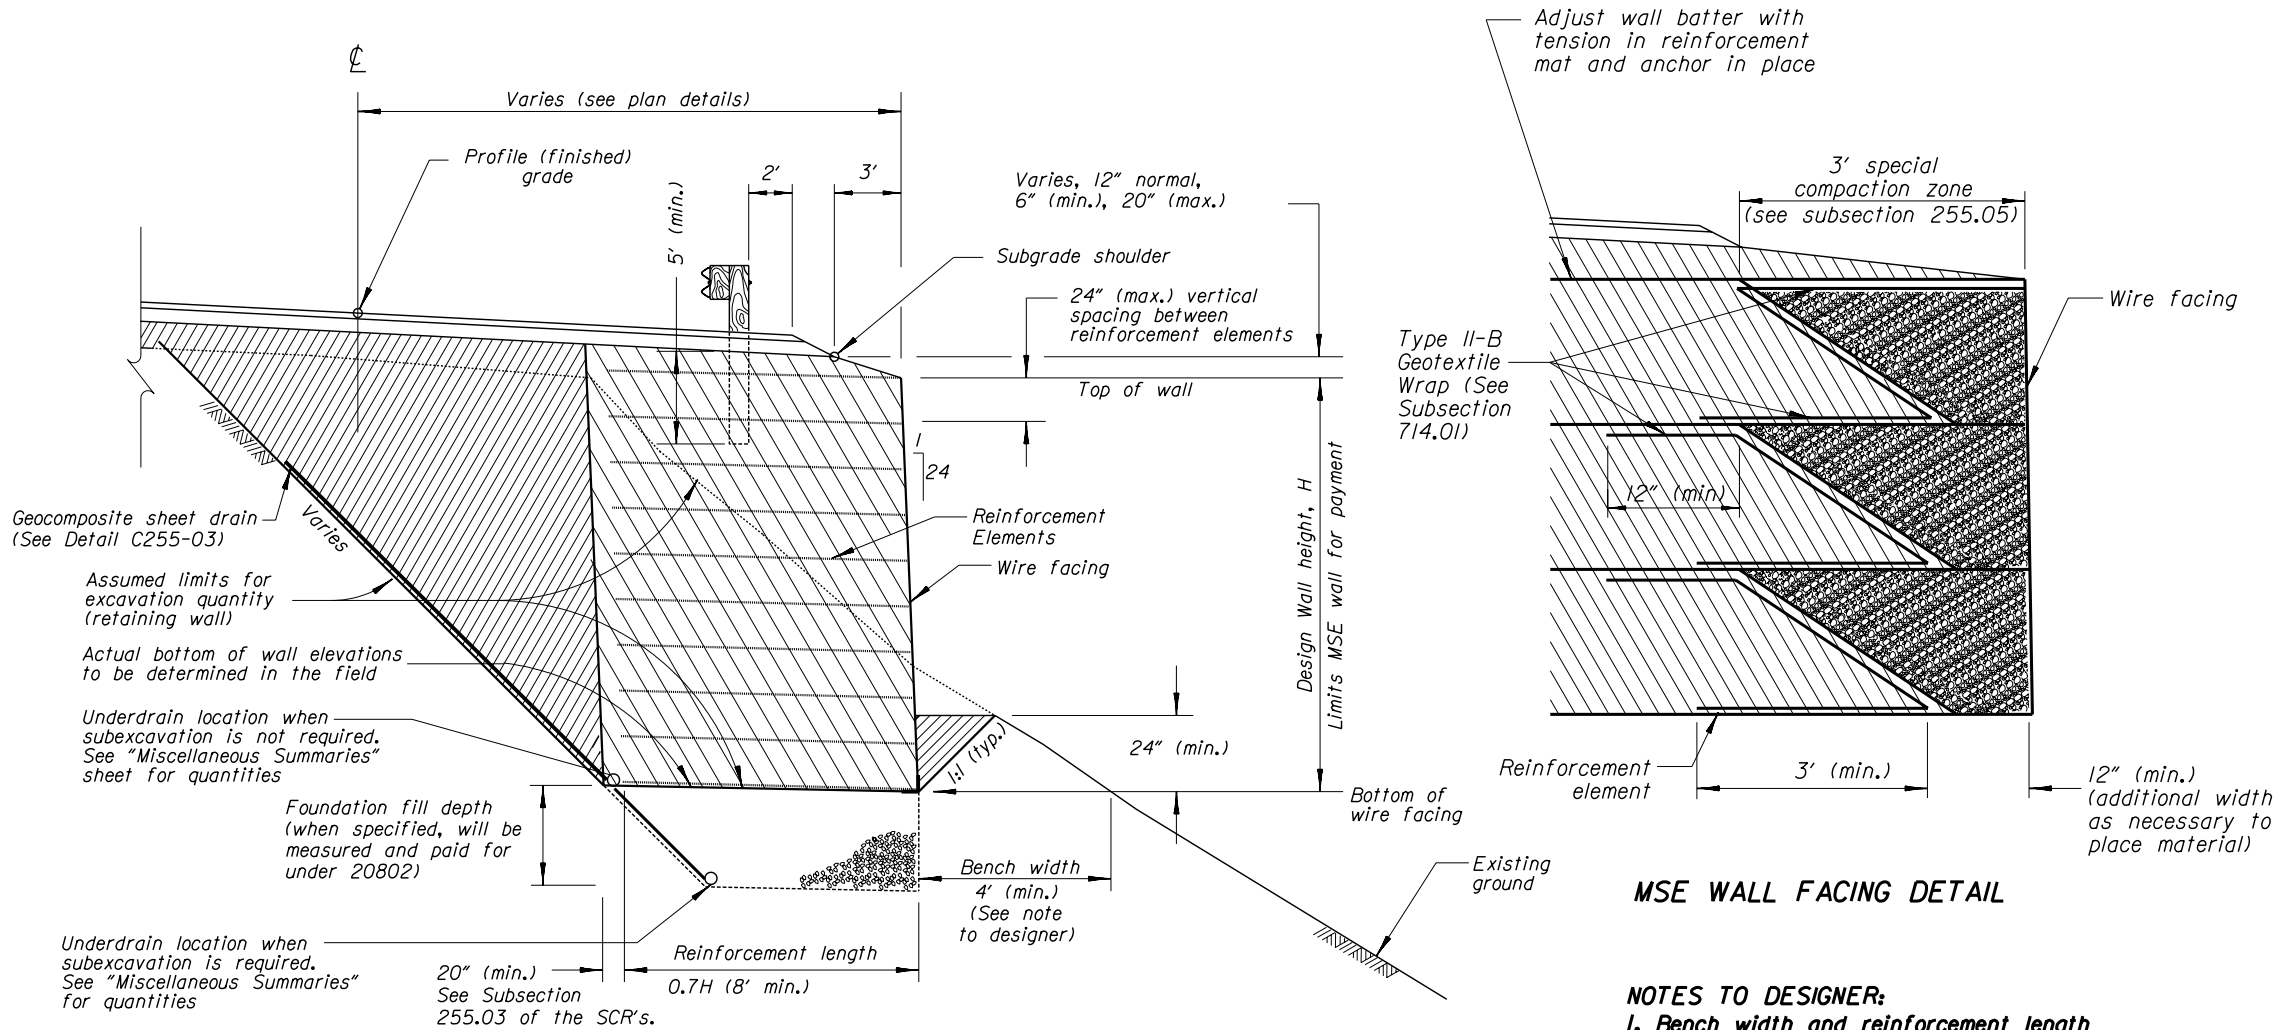 ℄
Varies (see plan details)
Profile (finished)
grade
2'
3'
5' (min.)
Varies, 12" normal,
6" (min.), 20" (max.)
Subgrade shoulder
24" (max.) vertical
spacing between
reinforcement elements
Top of wall
1
24
Geocomposite sheet drain
(See Detail C255-03)
Varies
Assumed limits for
excavation quantity
(retaining wall)
Reinforcement
Elements
Wire facing
Design Wall height, H
Limits MSE wall for payment
Actual bottom of wall elevations
to be determined in the field
Underdrain location when
subexcavation is not required.
See "Miscellaneous Summaries"
sheet for quantities
24" (min.)
1:1 (typ.)
Bottom of
wire facing
Foundation fill depth
(when specified, will be
measured and paid for
under 20802)
Bench width
4' (min.)
(See note
to designer)
Existing
ground
Underdrain location when
subexcavation is required.
See "Miscellaneous Summaries"
for quantities
20" (min.)
See Subsection
255.03 of the SCR's.
Reinforcement length
0.7H (8' min.)
Adjust wall batter with
tension in reinforcement
mat and anchor in place
3' special
compaction zone
(see subsection 255.05)
Wire facing
Type II-B
Geotextile
Wrap (See
Subsection
714.01)
12" (min)
Reinforcement
element
3' (min.)
12" (min.)
(additional width
as necessary to
place material)
MSE WALL FACING DETAIL
NOTES TO DESIGNER:
1. Bench width and reinforcement length